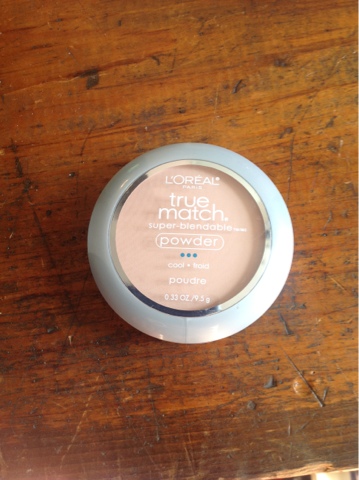 L'ORÉAL
PARIS
true
match.
super-blendable
powder
cool • froid
poudre
0.33 OZ./9.5 g